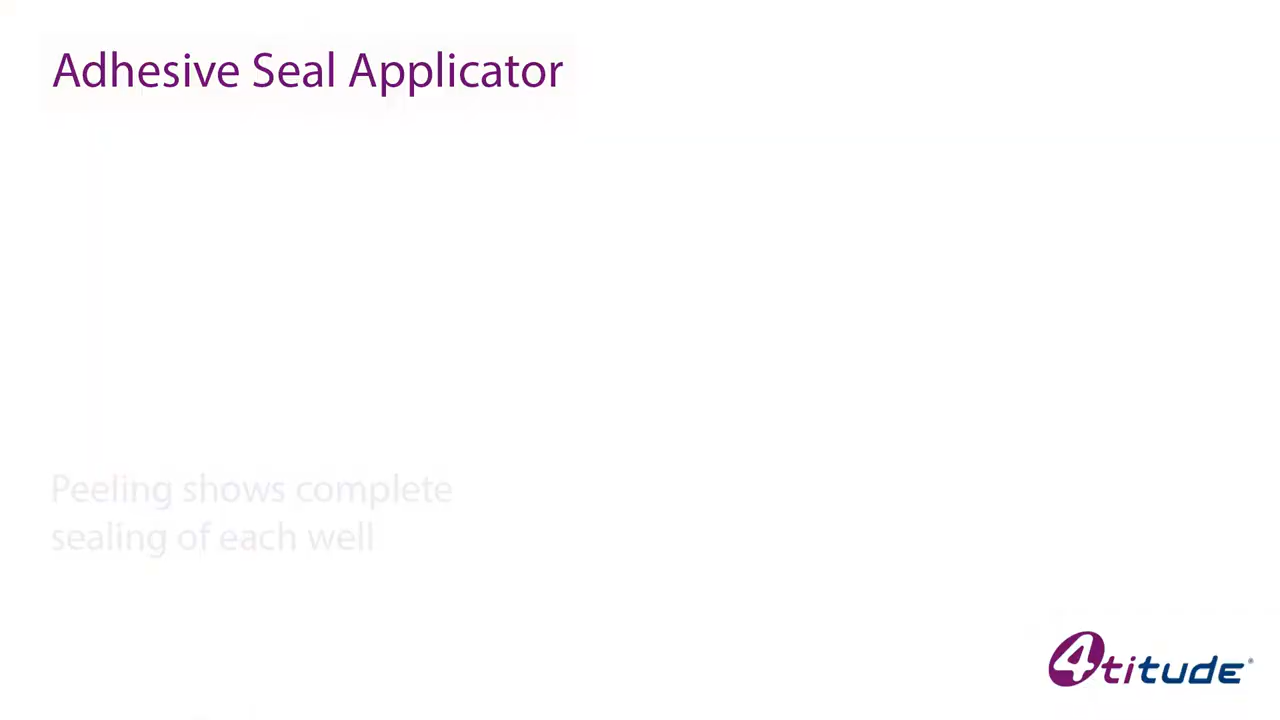 Adhesive Seal Applicator
Peeling shows complete
sealing of each well
4titude®